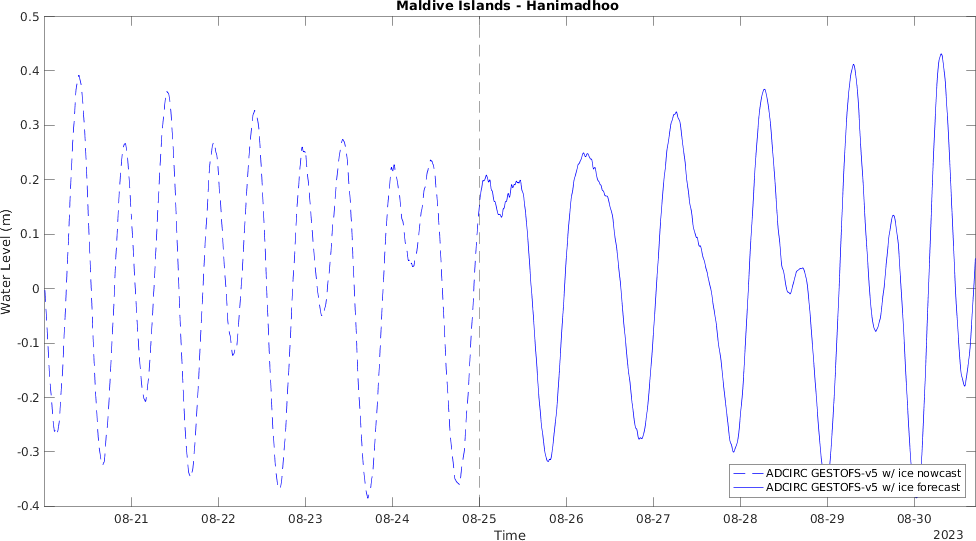 Maldive Islands - Hanimadhoo
0.5
0.4
0.3
0.2
0.1
0
-0.1
-0.2
-0.3
-0.4
Water Level (m)
ADCIRC GESTOFS-v5 w/ ice nowcast
ADCIRC GESTOFS-v5 w/ ice forecast
08-21 08-22 08-23 08-24 08-25 08-26 08-27 08-28 08-29 08-30
Time
2023